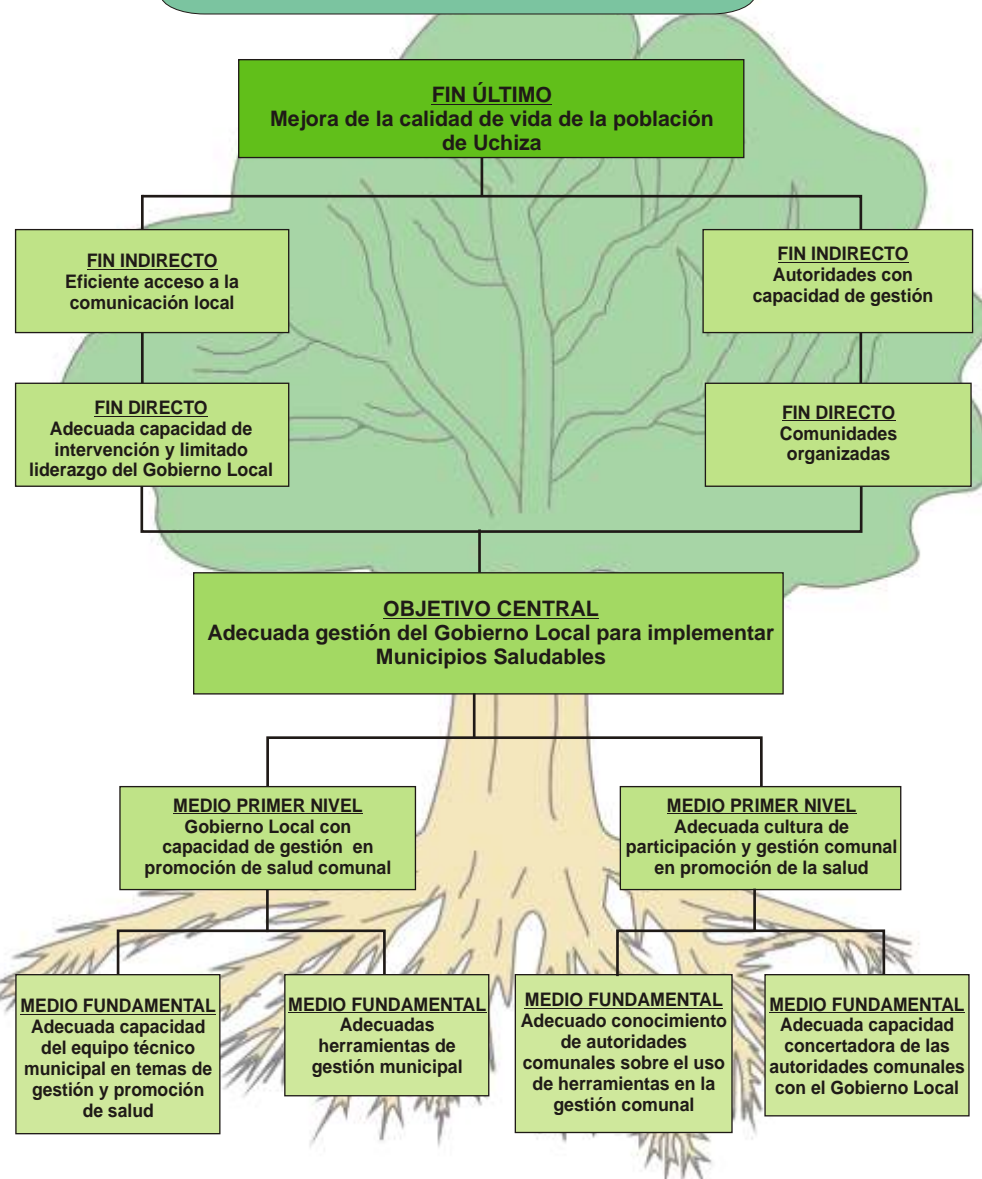 FIN ÚLTIMO
Mejora de la calidad de vida de la población
de Uchiza
FIN INDIRECTO
Eficiente acceso a la
comunicación local
FIN INDIRECTO
Autoridades con
capacidad de gestión
FIN DIRECTO
Adecuada capacidad de
intervención y limitado
liderazgo del Gobierno Local
FIN DIRECTO
Comunidades
organizadas
OBJETIVO CENTRAL
Adecuada gestión del Gobierno Local para implementar
Municipios Saludables
MEDIO PRIMER NIVEL
Gobierno Local con
capacidad de gestión en
promoción de salud comunal
MEDIO PRIMER NIVEL
Adecuada cultura de
participación y gestión comunal
en promoción de la salud
MEDIO FUNDAMENTAL
Adecuada capacidad
del equipo técnico
municipal en temas de
gestión y promoción
de salud
MEDIO FUNDAMENTAL
Adecuadas
herramientas de
gestión municipal
MEDIO FUNDAMENTAL
Adecuado conocimiento
de autoridades
comunales sobre el uso
de herramientas en la
gestión comunal
MEDIO FUNDAMENTAL
Adecuada capacidad
concertadora de las
autoridades comunales
con el Gobierno Local